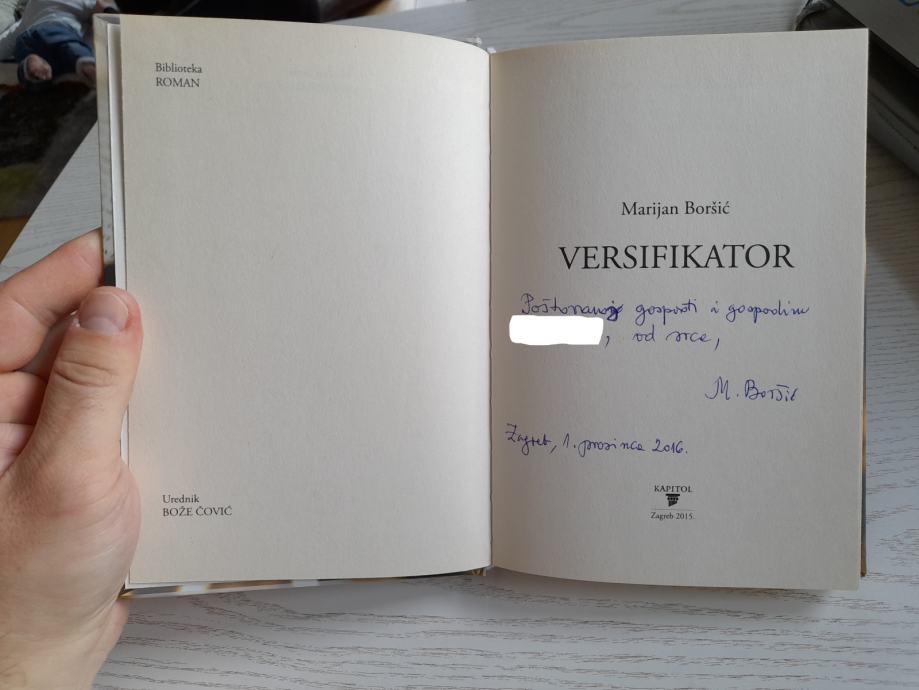 Biblioteka
ROMAN
Urednik
BOŽE ČOVIĆ
Marijan Boršić
VERSIFIKATOR
Poštovanoj gospođi i gospodinu
, od srca,
M. Boršić
Zagreb, 1. prosinca 2016.
KAPITOL
Zagreb 2015.